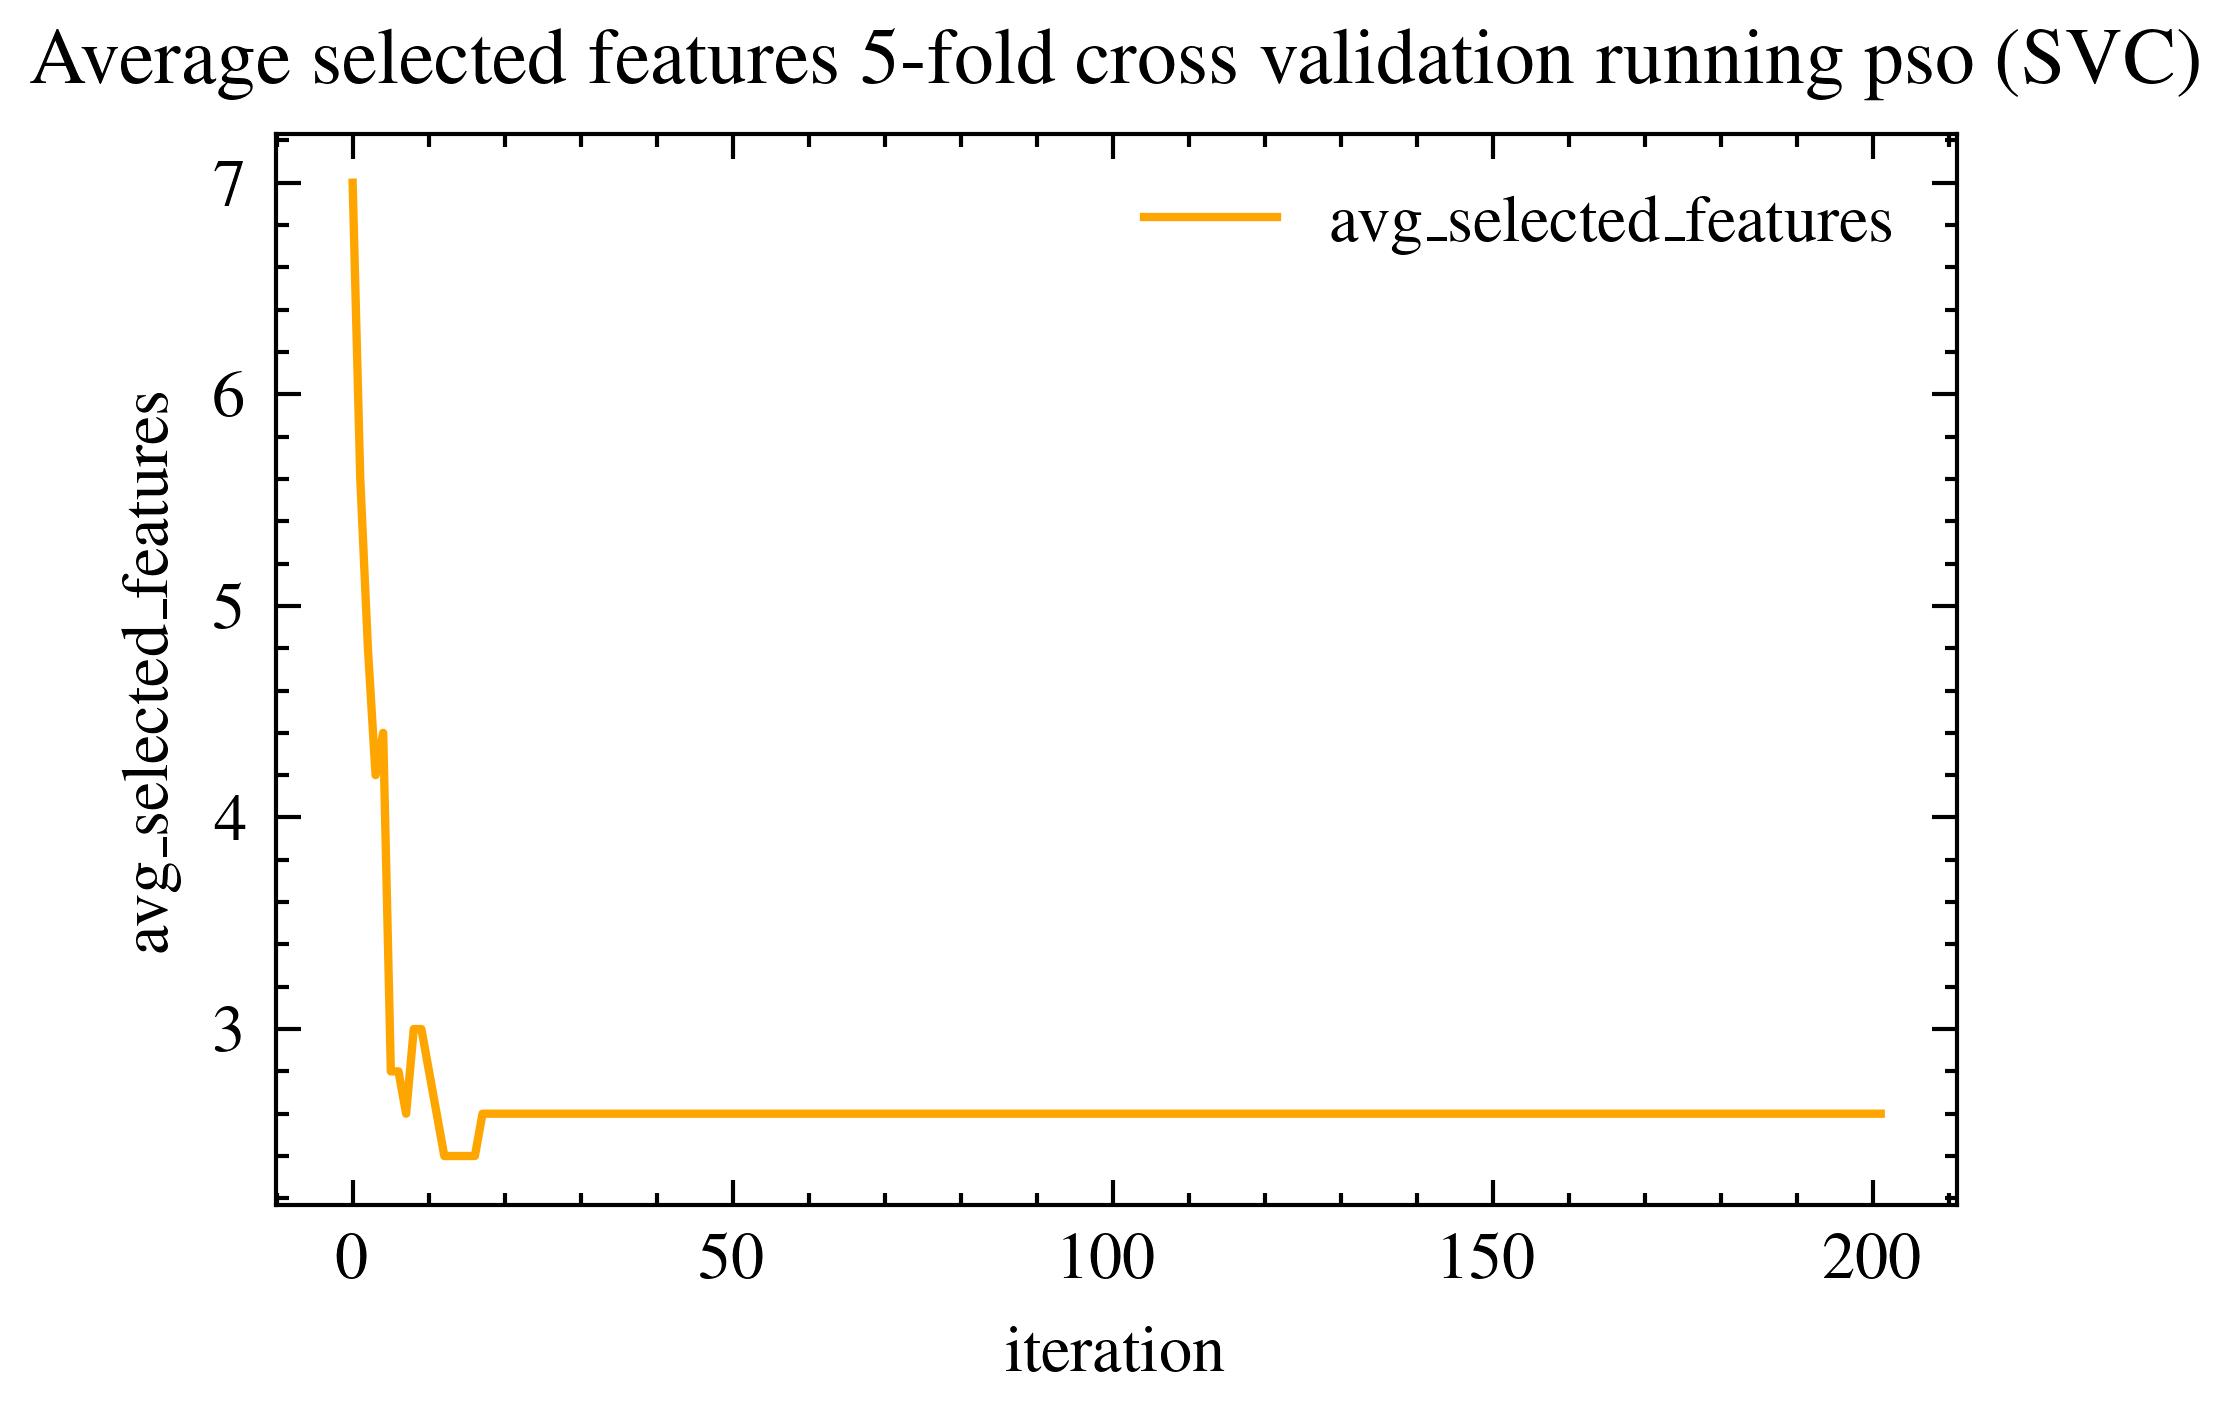 Average selected features 5-fold cross validation running pso (SVC)
avg_selected_features
avg_selected_features
7
6
5
4
3
0 50 100 150 200
iteration